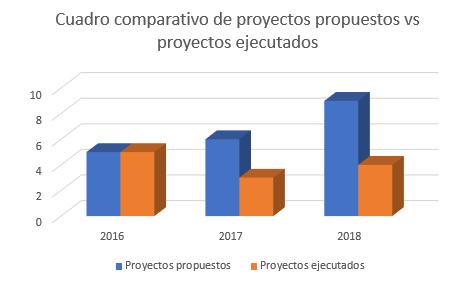 Cuadro comparativo de proyectos propuestos vs
proyectos ejecutados
10
8
6
4
2
0
2016 2017 2018
Proyectos propuestos Proyectos ejecutados